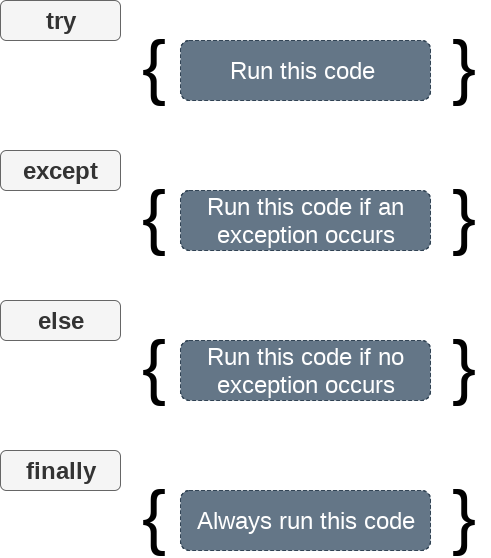 try
{ Run this code }
except
{ Run this code if an
exception occurs }
else
{ Run this code if no
exception occurs }
finally
{ Always run this code }